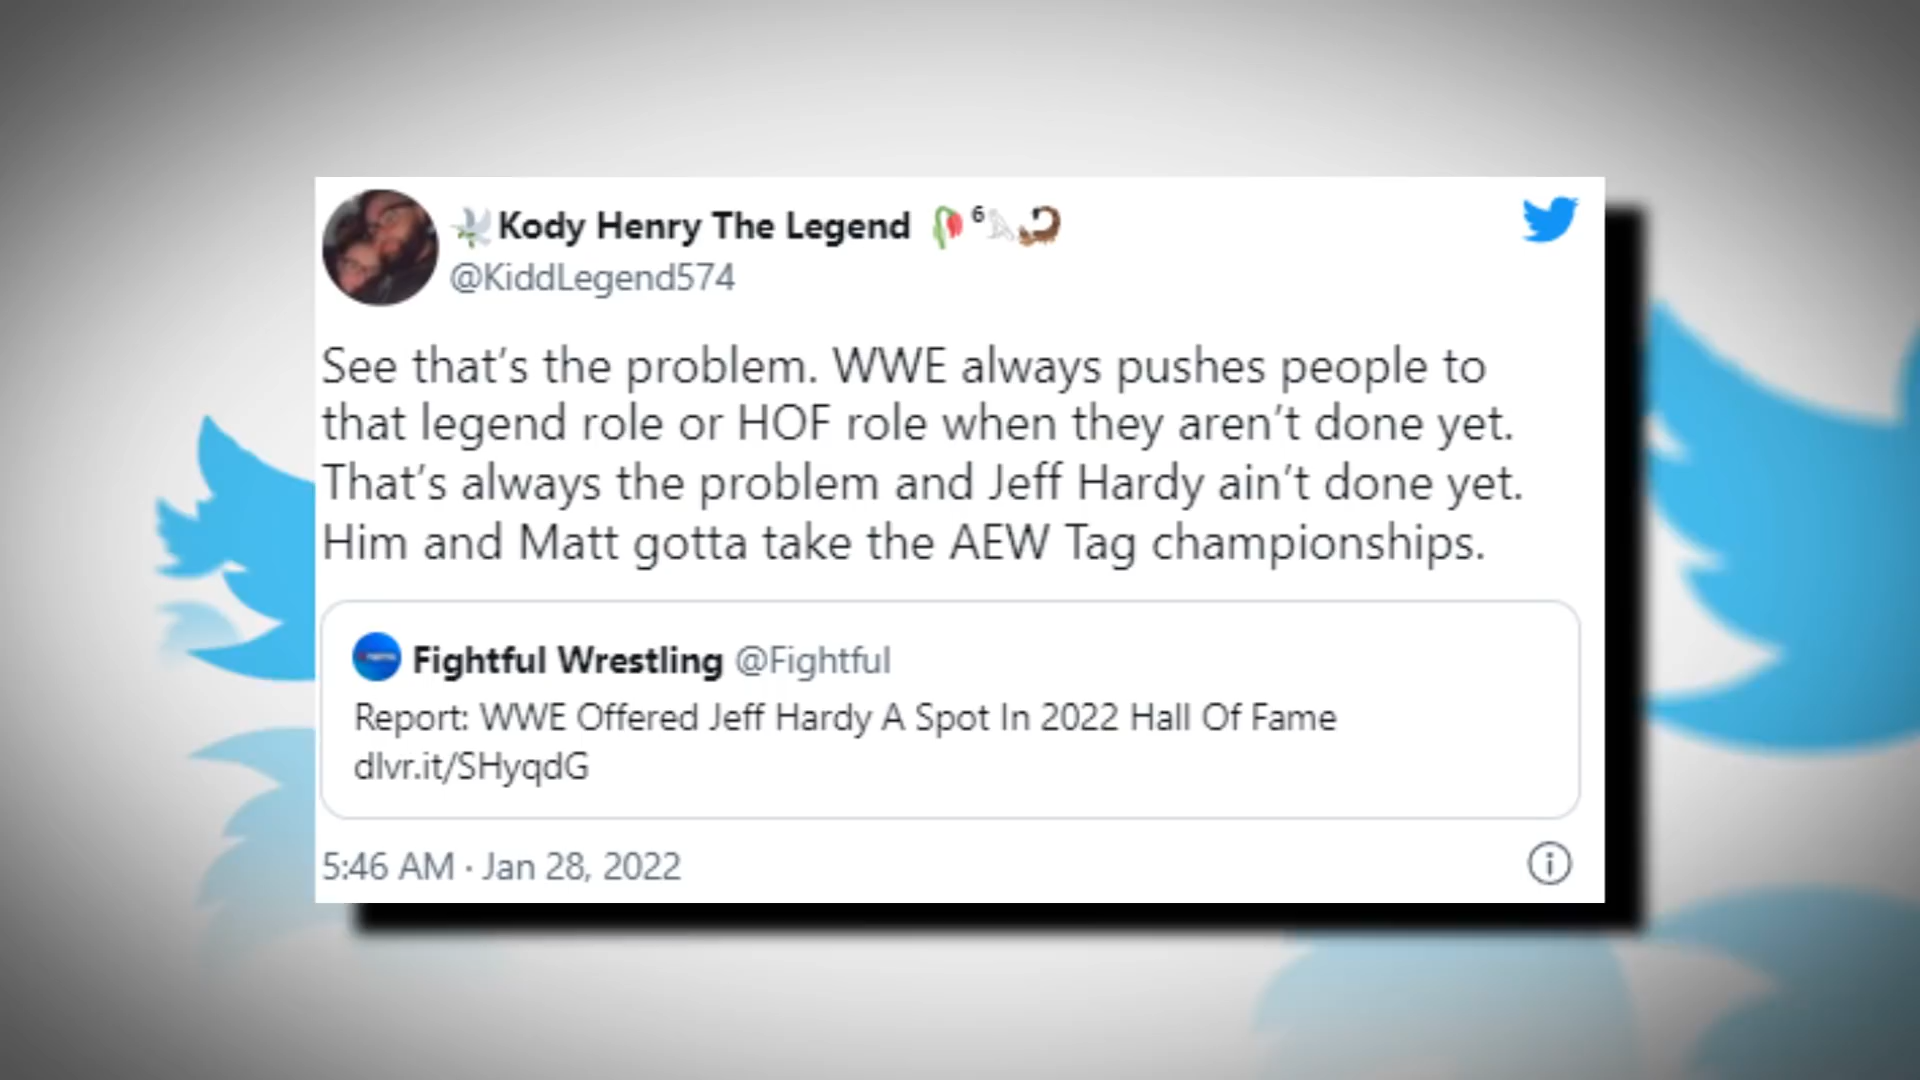 Kody Henry The Legend 6
@KiddLegend574
See that’s the problem. WWE always pushes people to
that legend role or HOF role when they aren’t done yet.
That’s always the problem and Jeff Hardy ain’t done yet.
Him and Matt gotta take the AEW Tag championships.
Fightful Wrestling @Fightful
Report: WWE Offered Jeff Hardy A Spot In 2022 Hall Of Fame
dlvr.it/SHyqdG
5:46 AM · Jan 28, 2022